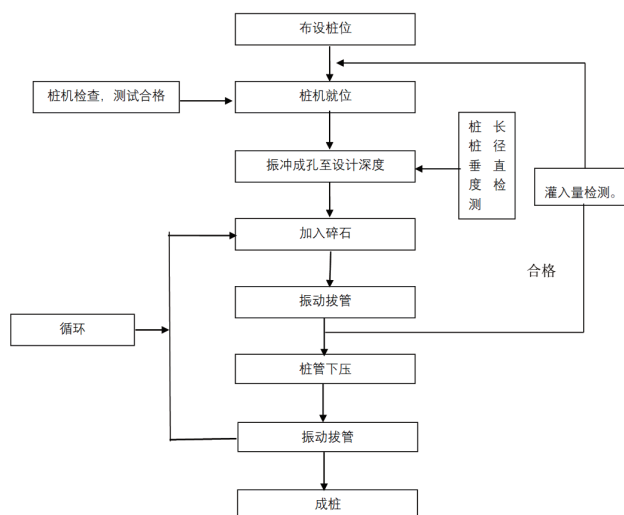 布设桩位
桩机检查，测试合格
桩机就位
桩 长
桩 径
垂 直
度 检
测
振冲成孔至设计深度
灌入量检测。
加入碎石
合格
振动拔管
循环
桩管下压
振动拔管
成桩